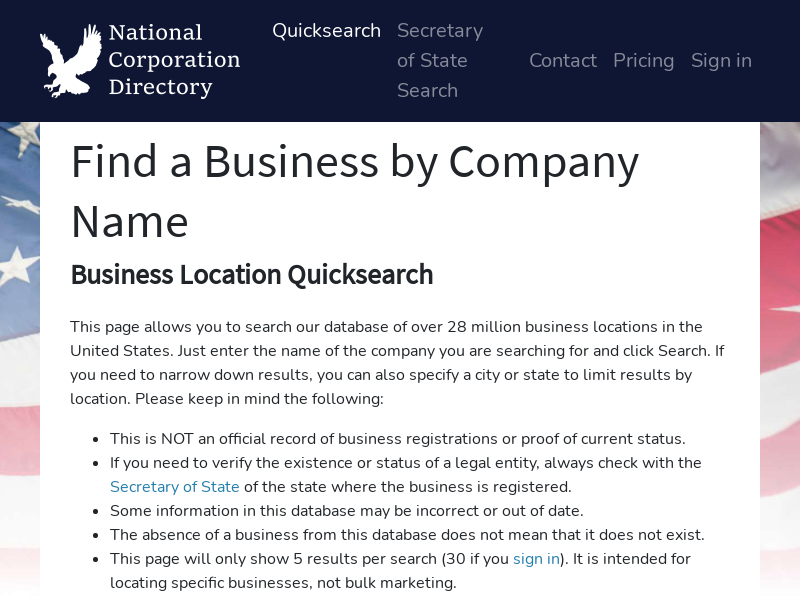 National
Corporation
Directory
Quicksearch
Secretary
of State
Search
Contact
Pricing
Sign in
Find a Business by Company
Name
Business Location Quicksearch
This page allows you to search our database of over 28 million business locations in the
United States. Just enter the name of the company you are searching for and click Search. If
you need to narrow down results, you can also specify a city or state to limit results by
location. Please keep in mind the following:
• This is NOT an official record of business registrations or proof of current status.
• If you need to verify the existence or status of a legal entity, always check with the
Secretary of State of the state where the business is registered.
• Some information in this database may be incorrect or out of date.
• The absence of a business from this database does not mean that it does not exist.
• This page will only show 5 results per search (30 if you sign in). It is intended for
locating specific businesses, not bulk marketing.